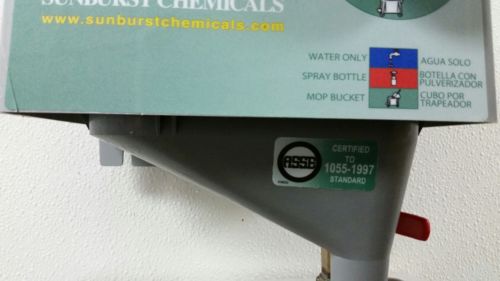 SUNBURST CHEMICALS
www.sunburstchemicals.com
WATER ONLY AGUA SOLO
SPRAY BOTTLE BOTELLA CON PULVERIZADOR
MOP BUCKET CUBO POR TRAPEADOR
CERTIFIED
TO
ASSE
1055-1997
STANDARD